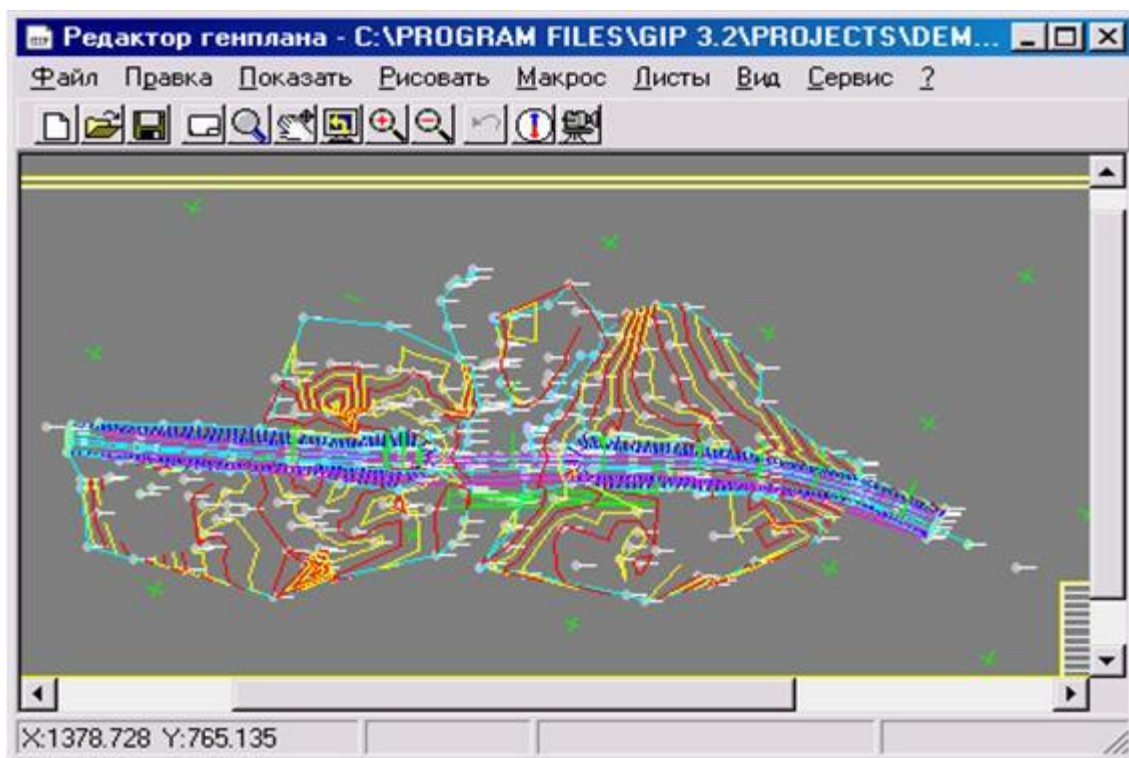 Редактор генплана - C:\PROGRAM FILES\GIP 3.2\PROJECTS\DEM...
Файл Правка Показать Рисовать Макрос Листы Вид Сервис ?
X:1378.728 Y:765.135